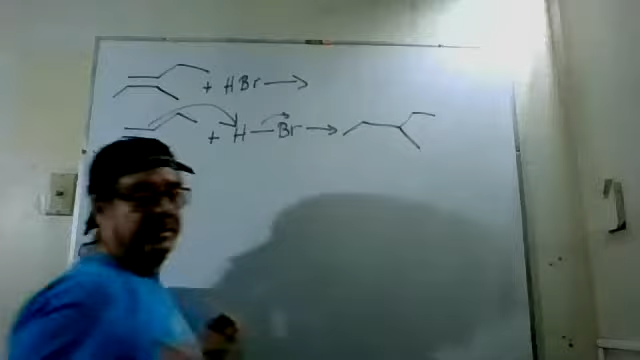 + HBr →
+ H — Br →